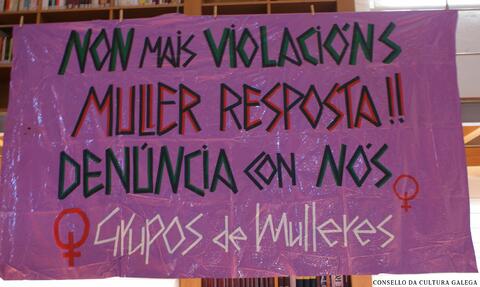 NON MAIS VIOLACIÓNS
MULLER RESPOSTA!!
DENÚNCIA CON NÓS
Grupos de Mulleres
CONSELLO DA CULTURA GALEGA